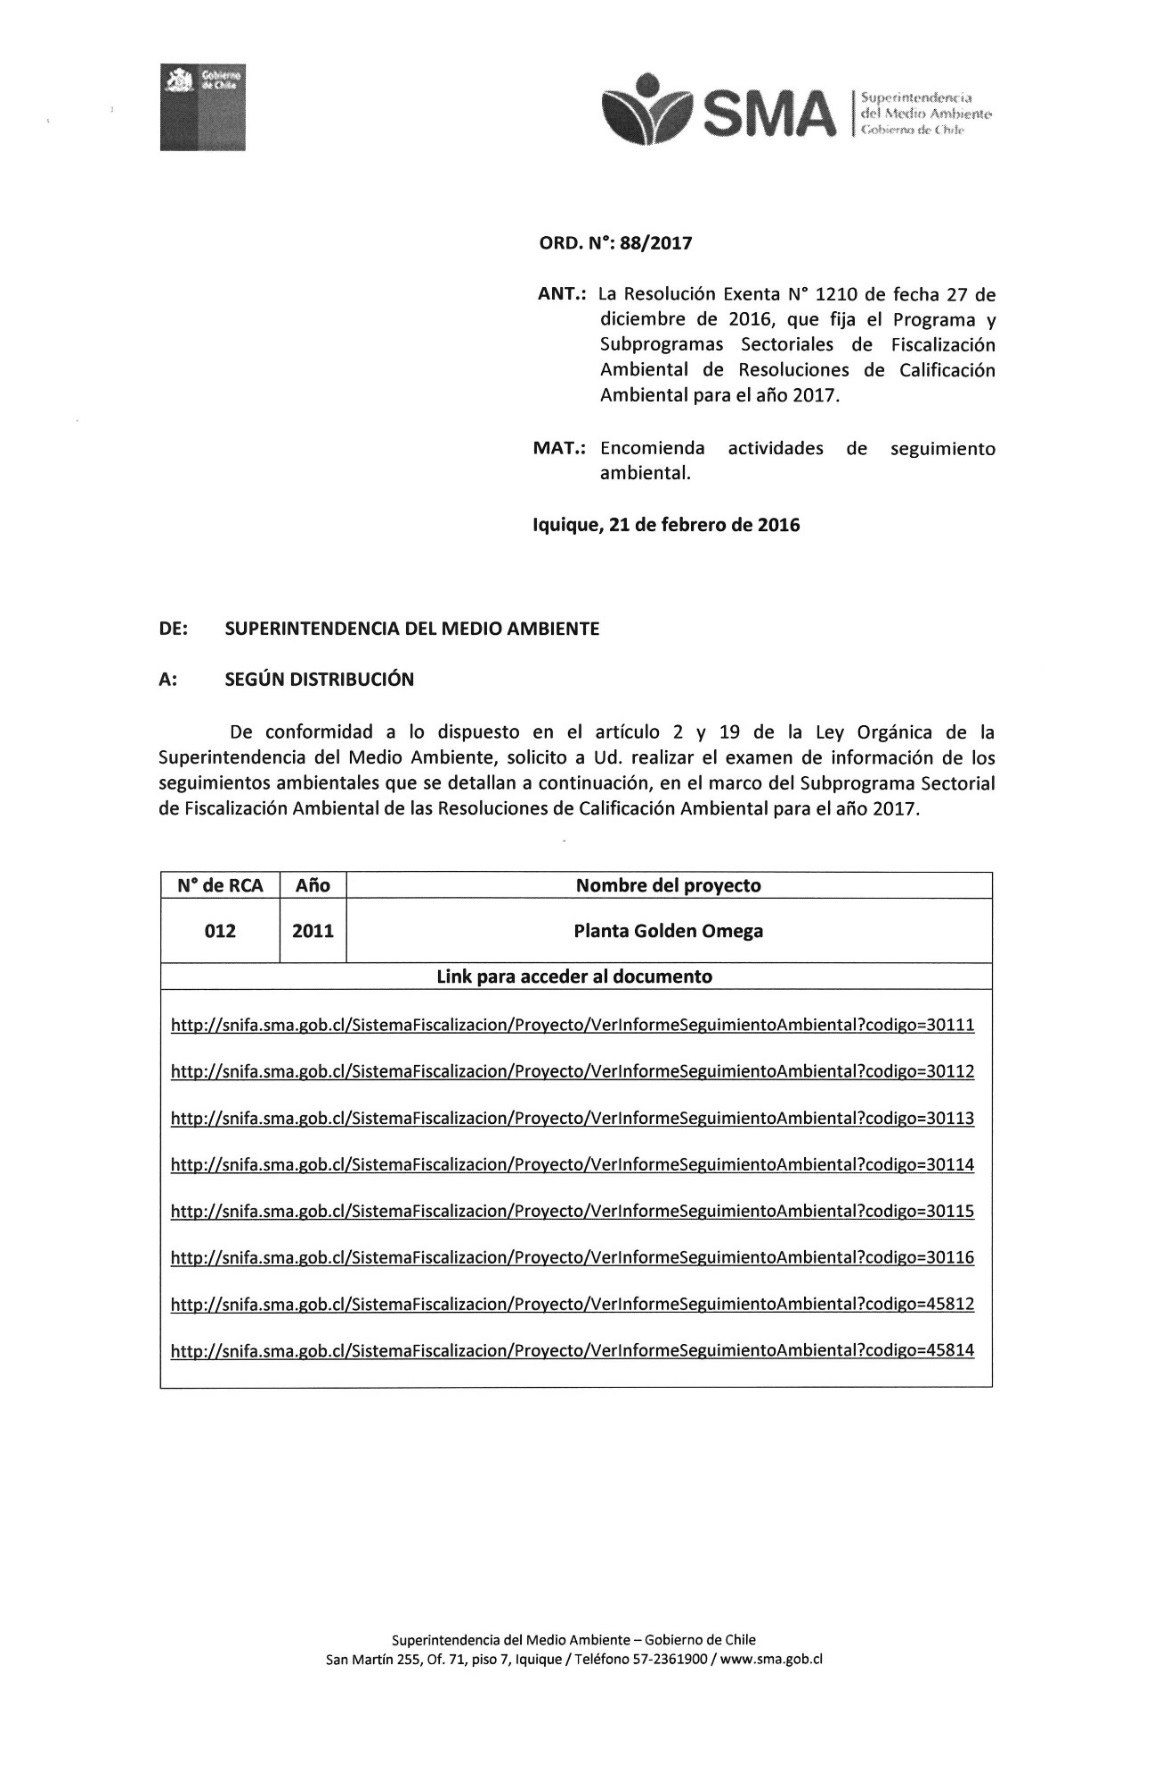 Gobierno
de Chile
SMA
Superintendencia
del Medio Ambiente
Gobierno de Chile
ORD. N°: 88/2017
ANT.: La Resolución Exenta N° 1210 de fecha 27 de
diciembre de 2016, que fija el Programa y
Subprogramas Sectoriales de Fiscalización
Ambiental de Resoluciones de Calificación
Ambiental para el año 2017.
MAT.: Encomienda actividades de seguimiento
ambiental.
Iquique, 21 de febrero de 2016
DE: SUPERINTENDENCIA DEL MEDIO AMBIENTE
A: SEGÚN DISTRIBUCIÓN
De conformidad a lo dispuesto en el artículo 2 y 19 de la Ley Orgánica de la
Superintendencia del Medio Ambiente, solicito a Ud. realizar el examen de información de los
seguimientos ambientales que se detallan a continuación, en el marco del Subprograma Sectorial
de Fiscalización Ambiental de las Resoluciones de Calificación Ambiental para el año 2017.
N° de RCA Año Nombre del proyecto
012 2011 Planta Golden Omega
Link para acceder al documento
http://snifa.sma.gob.cl/SistemaFiscalizacion/Proyecto/VerInformeSeguimientoAmbiental?codigo=30111
http://snifa.sma.gob.cl/SistemaFiscalizacion/Proyecto/VerInformeSeguimientoAmbiental?codigo=30112
http://snifa.sma.gob.cl/SistemaFiscalizacion/Proyecto/VerInformeSeguimientoAmbiental?codigo=30113
http://snifa.sma.gob.cl/SistemaFiscalizacion/Proyecto/VerInformeSeguimientoAmbiental?codigo=30114
http://snifa.sma.gob.cl/SistemaFiscalizacion/Proyecto/VerInformeSeguimientoAmbiental?codigo=30115
http://snifa.sma.gob.cl/SistemaFiscalizacion/Proyecto/VerInformeSeguimientoAmbiental?codigo=30116
http://snifa.sma.gob.cl/SistemaFiscalizacion/Proyecto/VerInformeSeguimientoAmbiental?codigo=45812
http://snifa.sma.gob.cl/SistemaFiscalizacion/Proyecto/VerInformeSeguimientoAmbiental?codigo=45814
Superintendencia del Medio Ambiente – Gobierno de Chile
San Martín 255, Of. 71, piso 7, Iquique / Teléfono 57-2361900 / www.sma.gob.cl